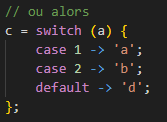 // ou alors
c = switch (a) {
    case 1 -> 'a';
    case 2 -> 'b';
    default -> 'd';
};